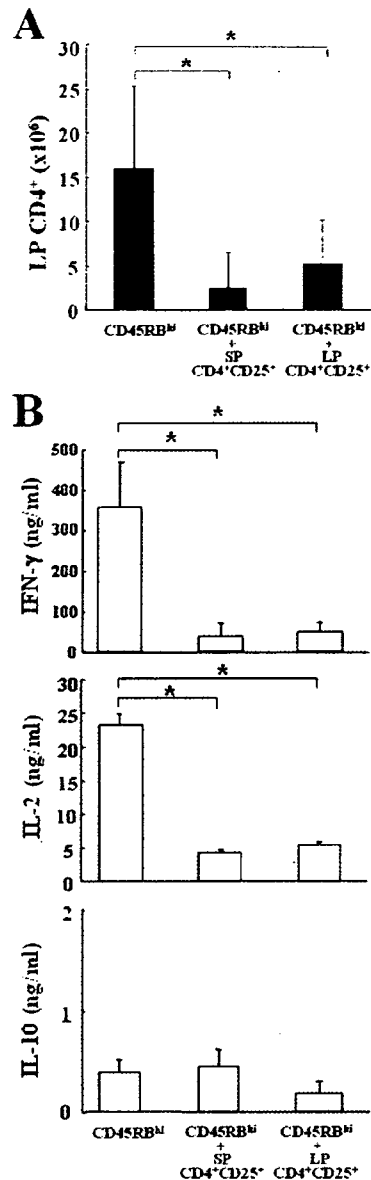 A
*
*
30
25
20
15
10
5
0
LP CD4⁺ (x10⁶)
CD45RBʰⁱ
CD45RBʰⁱ
+
SP
CD4⁺CD25⁺
CD45RBʰⁱ
+
LP
CD4⁺CD25⁺
B
*
*
500
400
300
200
100
0
IFN-γ (ng/ml)
*
*
30
25
20
15
10
5
0
IL-2 (ng/ml)
2
1
0
IL-10 (ng/ml)
CD45RBʰⁱ
CD45RBʰⁱ
+
SP
CD4⁺CD25⁺
CD45RBʰⁱ
+
LP
CD4⁺CD25⁺